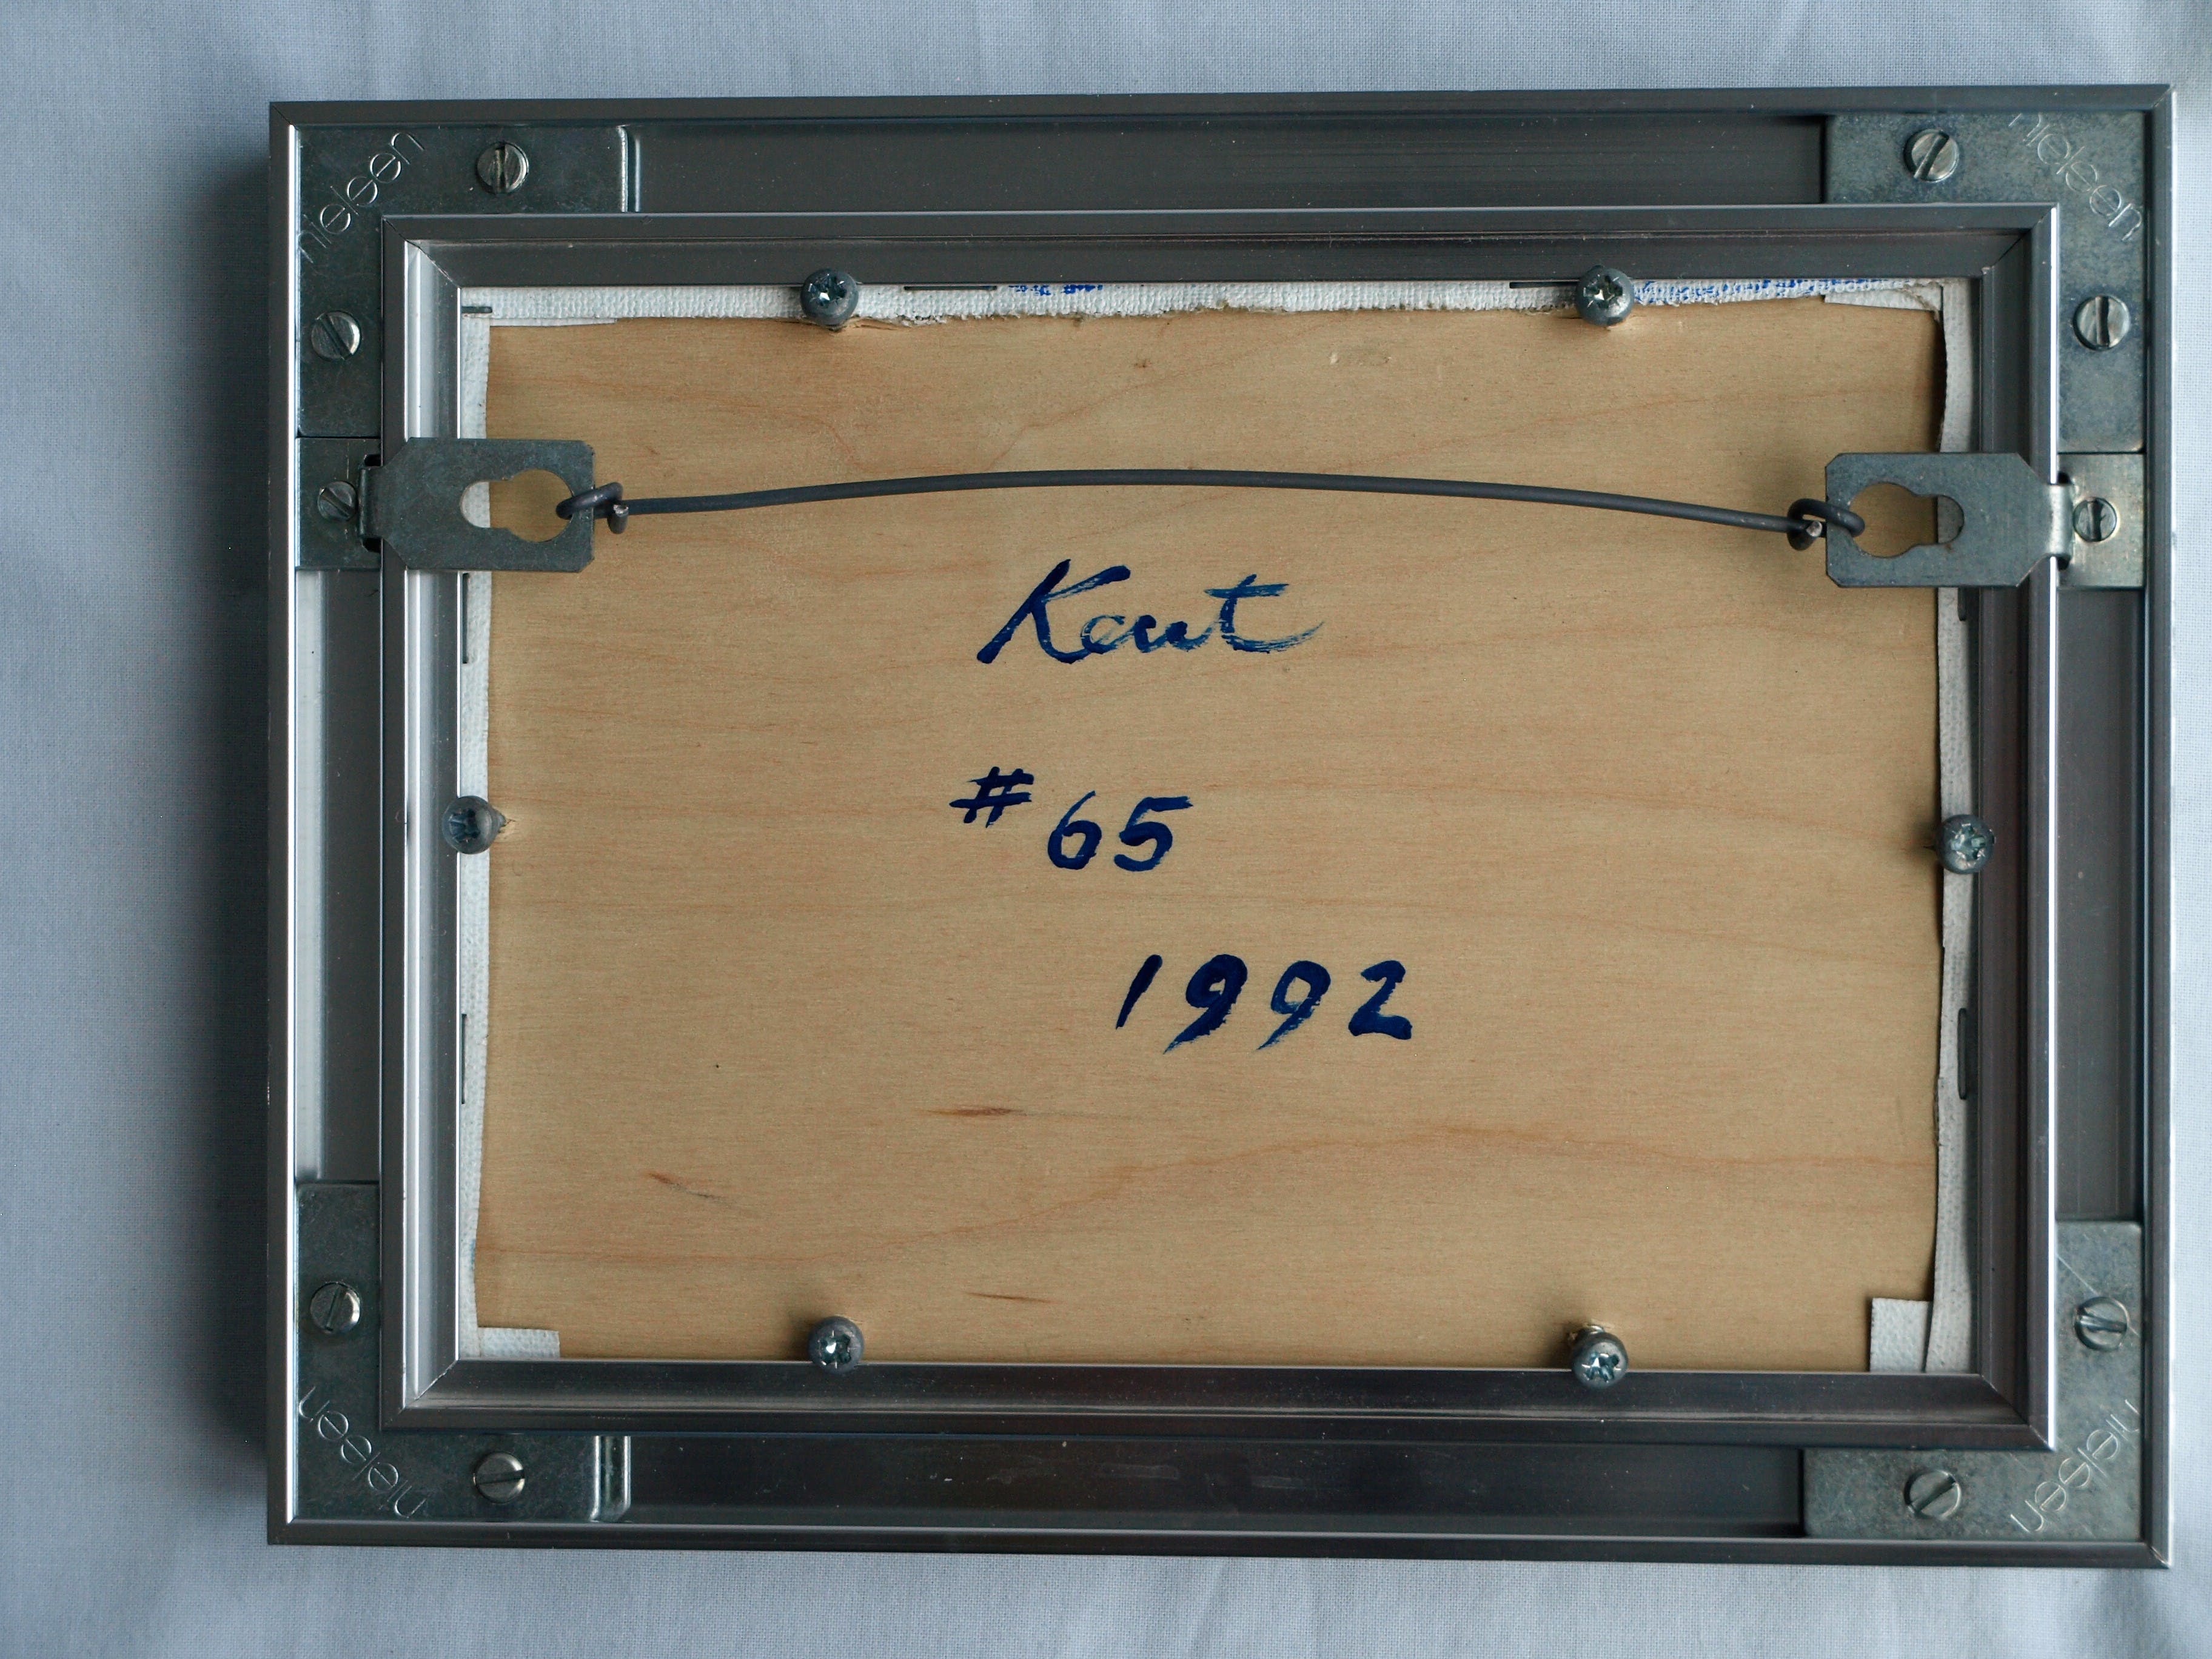 nielsen
nielsen
Kent
# 65
1992
nielsen
nielsen